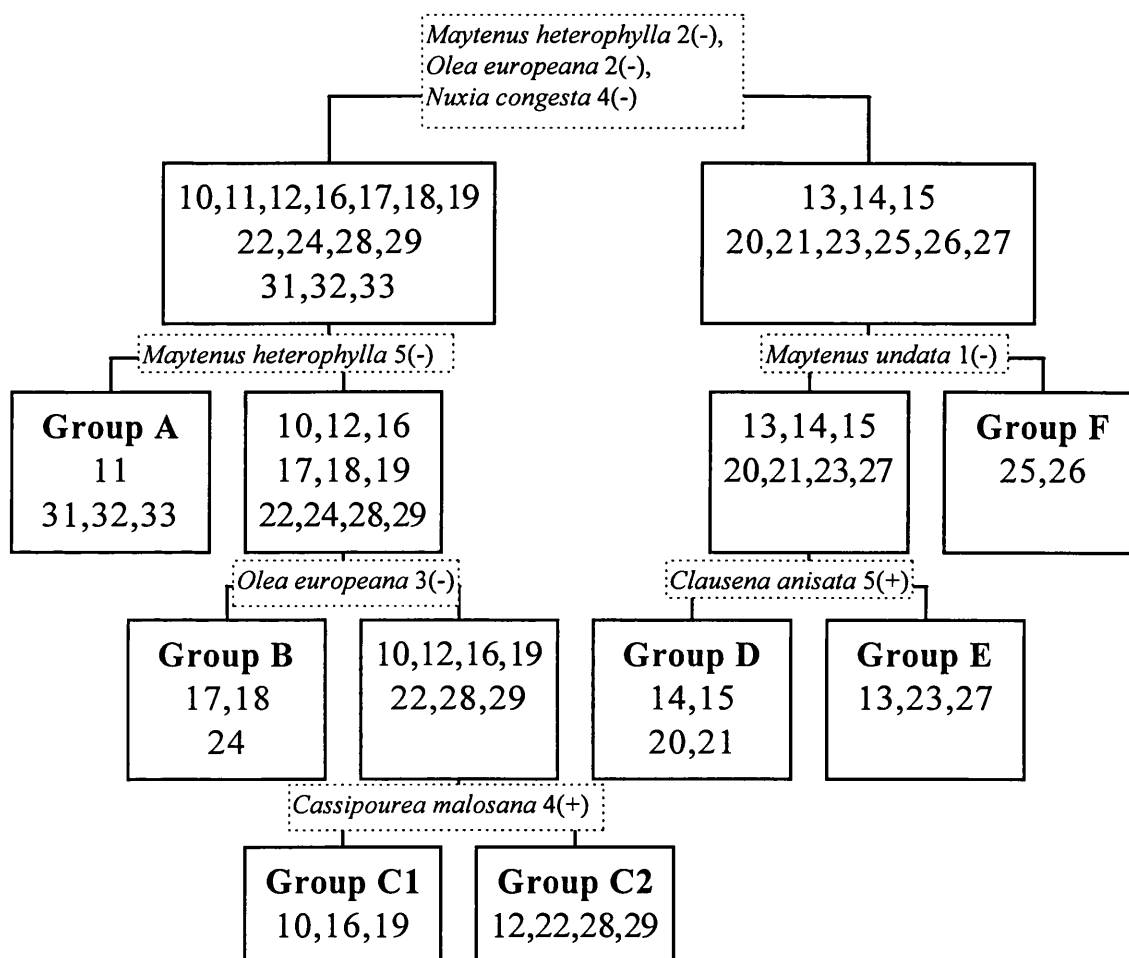 Maytenus heterophylla 2(-),
Olea europeana 2(-),
Nuxia congesta 4(-)
10,11,12,16,17,18,19
22,24,28,29
31,32,33
13,14,15
20,21,23,25,26,27
Maytenus heterophylla 5(-)
Maytenus undata 1(-)
Group A
11
31,32,33
10,12,16
17,18,19
22,24,28,29
13,14,15
20,21,23,27
Group F
25,26
Olea europeana 3(-)
Clausena anisata 5(+)
Group B
17,18
24
10,12,16,19
22,28,29
Group D
14,15
20,21
Group E
13,23,27
Cassipourea malosana 4(+)
Group C1
10,16,19
Group C2
12,22,28,29